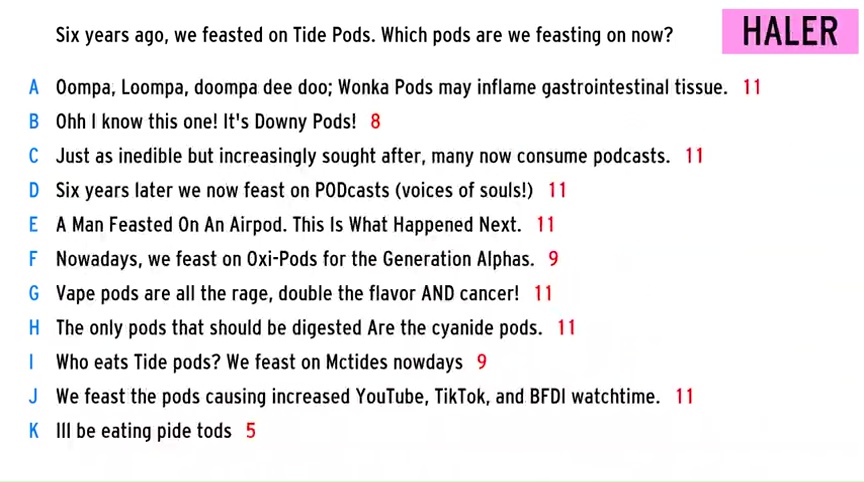 Six years ago, we feasted on Tide Pods. Which pods are we feasting on now?
HALER
A Oompa, Loompa, doompa dee doo; Wonka Pods may inflame gastrointestinal tissue. 11
B Ohh I know this one! It's Downy Pods! 8
C Just as inedible but increasingly sought after, many now consume podcasts. 11
D Six years later we now feast on PODcasts (voices of souls!) 11
E A Man Feasted On An Airpod. This Is What Happened Next. 11
F Nowadays, we feast on Oxi-Pods for the Generation Alphas. 9
G Vape pods are all the rage, double the flavor AND cancer! 11
H The only pods that should be digested Are the cyanide pods. 11
I Who eats Tide pods? We feast on Mctides nowdays 9
J We feast the pods causing increased YouTube, TikTok, and BFDI watchtime. 11
K Ill be eating pide tods 5